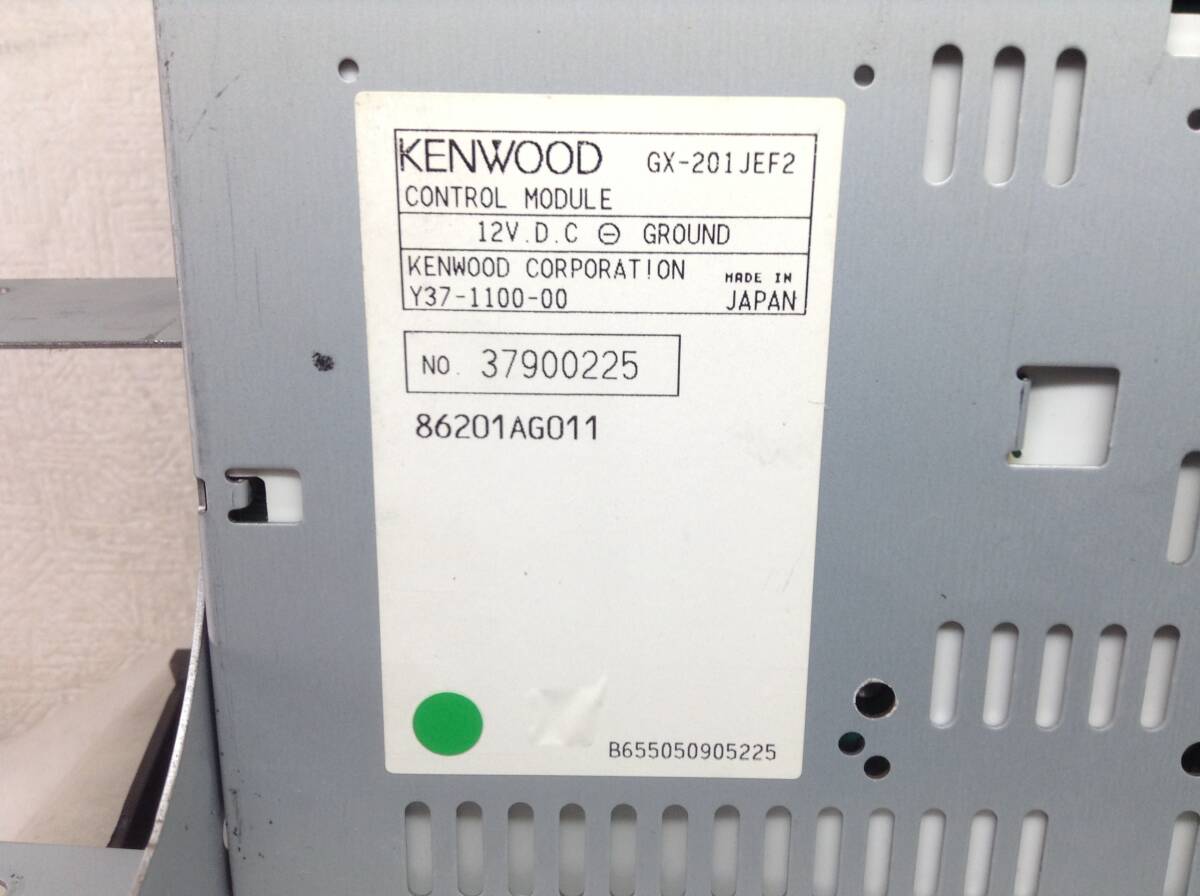 KENWOOD GX-201JEF2
CONTROL MODULE
12V.D.C ⊖ GROUND
KENWOOD CORPORATION MADE IN
Y37-1100-00 JAPAN
NO. 37900225
86201AG011
B655050905225